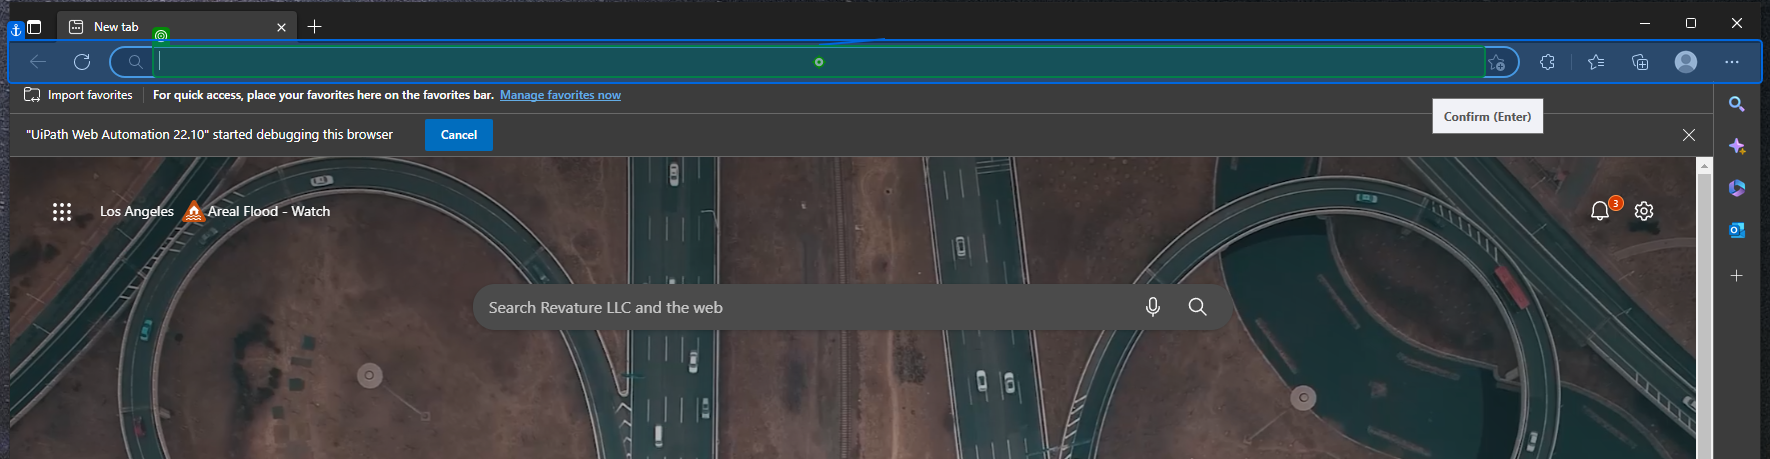 New tab
Import favorites
For quick access, place your favorites here on the favorites bar. Manage favorites now
Confirm (Enter)
"UiPath Web Automation 22.10" started debugging this browser
Cancel
Los Angeles
Areal Flood - Watch
3
Search Revature LLC and the web